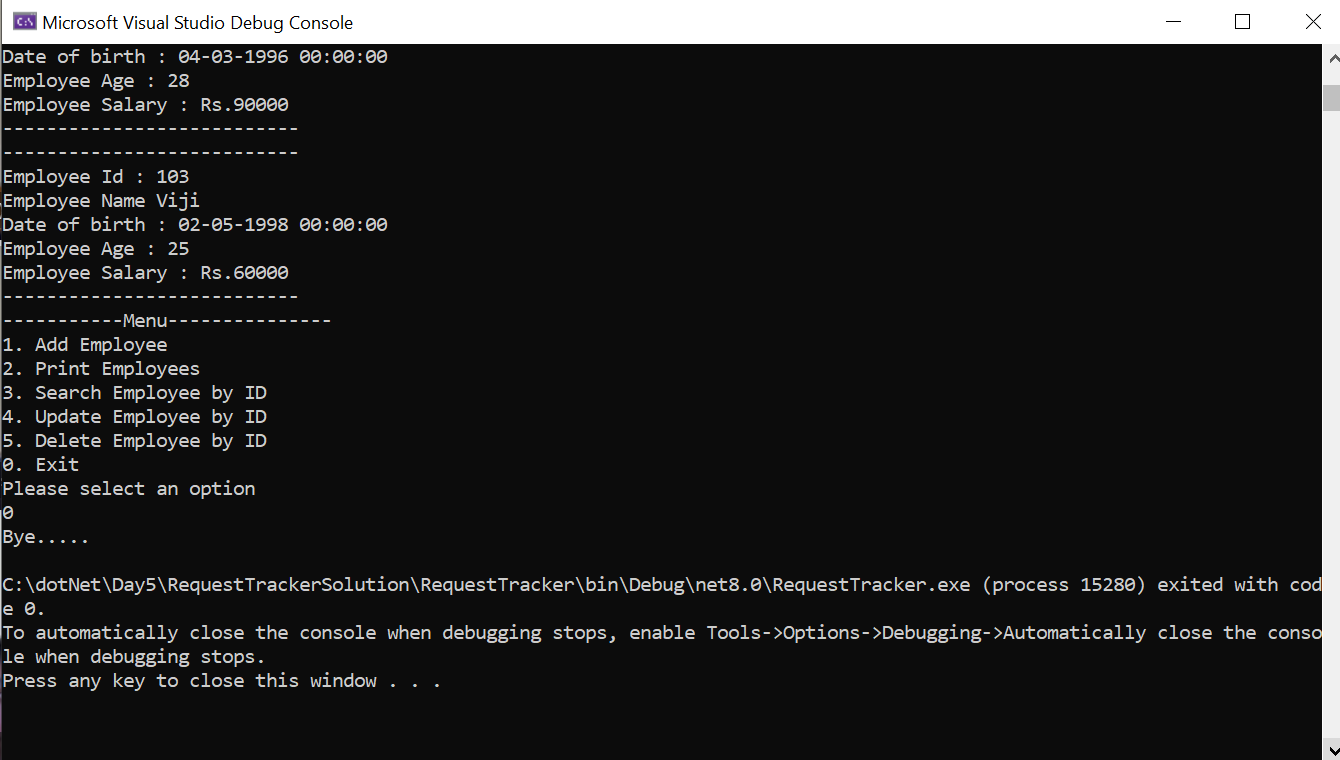 Microsoft Visual Studio Debug Console
Date of birth : 04-03-1996 00:00:00
Employee Age : 28
Employee Salary : Rs.90000
---------------------------
---------------------------
Employee Id : 103
Employee Name Viji
Date of birth : 02-05-1998 00:00:00
Employee Age : 25
Employee Salary : Rs.60000
---------------------------
-----------Menu---------------
1. Add Employee
2. Print Employees
3. Search Employee by ID
4. Update Employee by ID
5. Delete Employee by ID
0. Exit
Please select an option
0
Bye.....
C:\dotNet\Day5\RequestTrackerSolution\RequestTracker\bin\Debug\net8.0\RequestTracker.exe (process 15280) exited with cod
e 0.
To automatically close the console when debugging stops, enable Tools->Options->Debugging->Automatically close the conso
le when debugging stops.
Press any key to close this window . . .